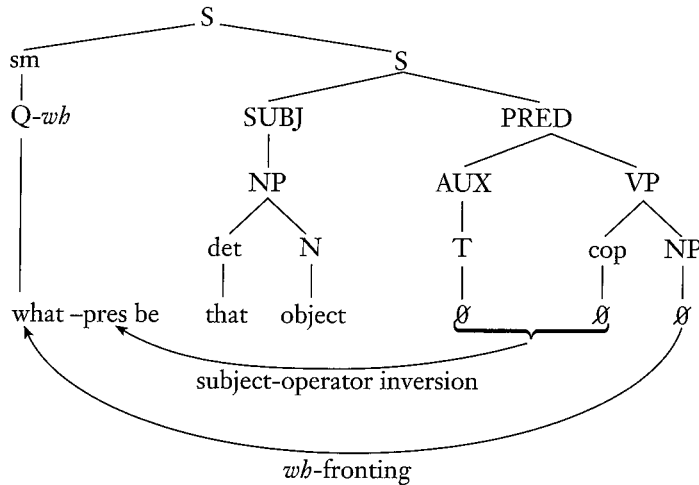 S
sm S
Q-wh SUBJ PRED
NP AUX VP
det N T cop NP
what –pres be that object Ø Ø Ø
subject-operator inversion
wh-fronting